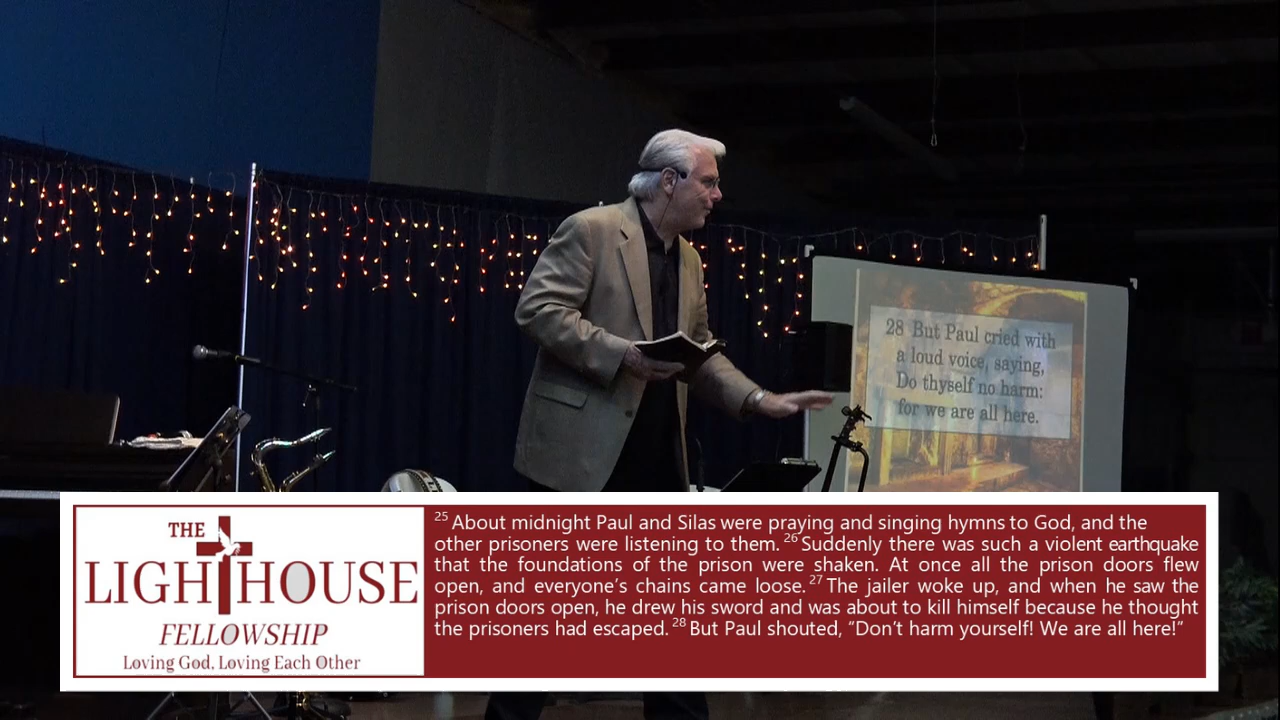 28 But Paul cried with
a loud voice, saying,
Do thyself no harm:
for we are all here.
THE
LIGHTHOUSE
FELLOWSHIP
Loving God, Loving Each Other
25 About midnight Paul and Silas were praying and singing hymns to God, and the
other prisoners were listening to them. 26 Suddenly there was such a violent earthquake
that the foundations of the prison were shaken. At once all the prison doors flew
open, and everyone’s chains came loose. 27 The jailer woke up, and when he saw the
prison doors open, he drew his sword and was about to kill himself because he thought
the prisoners had escaped. 28 But Paul shouted, “Don’t harm yourself! We are all here!”